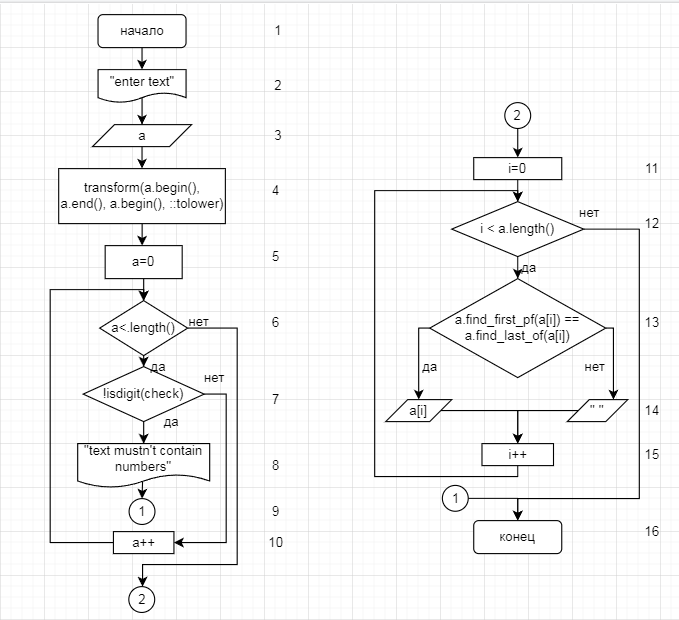 начало
1
"enter text"
2
a
3
transform(a.begin(),
a.end(), a.begin(), ::tolower)
4
a=0
5
a<.length()
нет
6
да
!isdigit(check)
нет
7
да
"text mustn't contain
numbers"
8
1
9
a++
10
2
2
i=0
11
i < a.length()
нет
12
да
a.find_first_pf(a[i]) ==
a.find_last_of(a[i])
13
да
нет
a[i]
" "
14
i++
15
1
конец
16